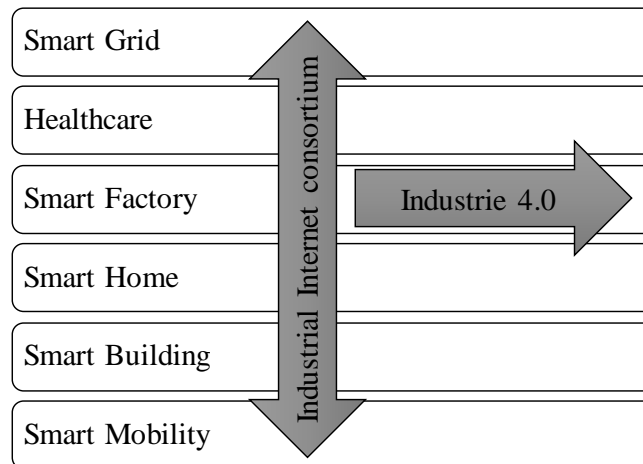 Smart Grid
Healthcare
Smart Factory
Smart Home
Smart Building
Smart Mobility
Industrial Internet consortium
Industrie 4.0